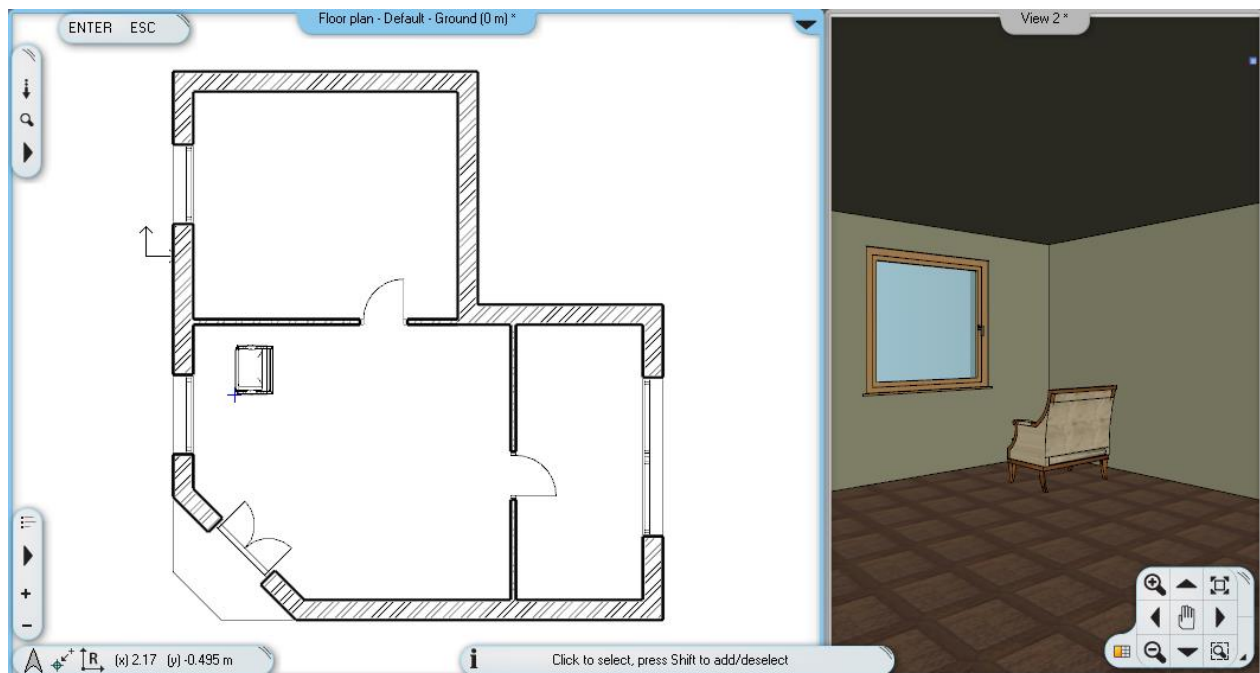 ENTER ESC
Floor plan - Default - Ground (0 m) *
View 2 *
R (x) 2.17 (y) -0.495 m
i Click to select, press Shift to add/deselect